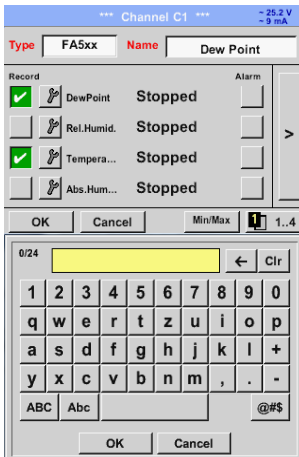 *** Channel C1 *** ~ 25.2 V
~ 9 mA
Type FA5xx Name Dew Point
Record Alarm
DewPoint Stopped
Rel.Humid. Stopped
>
Tempera... Stopped
Abs.Hum... Stopped
OK Cancel Min/Max 1 1..4
0/24 ← Clr
1 2 3 4 5 6 7 8 9 0
q w e r t z u i o p
a s d f g h j k l +
y x c v b n m , . -
ABC Abc @#$
OK Cancel